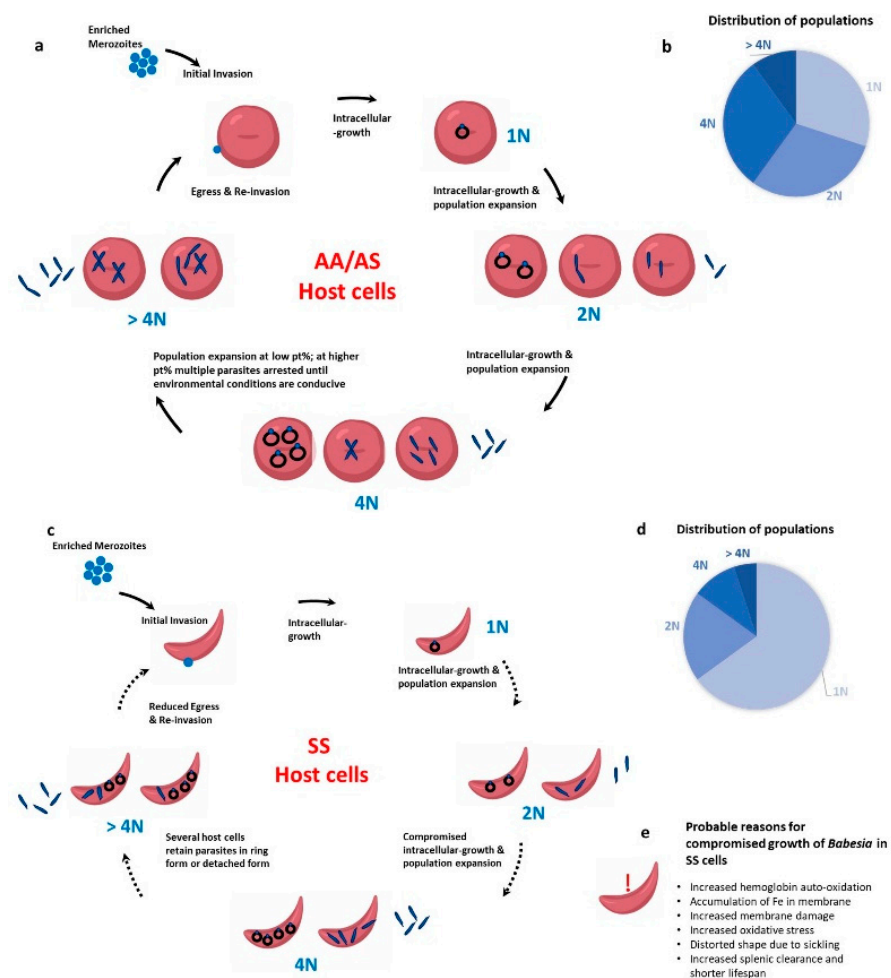 a
Enriched
Merozoites
Initial Invasion
Intracellular
-growth
1N
Egress & Re-invasion
Intracellular-growth &
population expansion
AA/AS
Host cells
> 4N
2N
Population expansion at low pt%; at higher
pt% multiple parasites arrested until
environmental conditions are conducive
Intracellular-growth &
population expansion
4N
b
Distribution of populations
> 4N
1N
4N
2N
c
Enriched Merozoites
Initial Invasion
Intracellular-
growth
1N
Intracellular-growth &
population expansion
Reduced Egress
& Re-invasion
SS
Host cells
> 4N
2N
Several host cells
retain parasites in ring
form or detached form
Compromised
intracellular-growth &
population expansion
4N
d
Distribution of populations
> 4N
4N
2N
1N
e
Probable reasons for
compromised growth of Babesia in
SS cells
!
• Increased hemoglobin auto-oxidation
• Accumulation of Fe in membrane
• Increased membrane damage
• Increased oxidative stress
• Distorted shape due to sickling
• Increased splenic clearance and
shorter lifespan